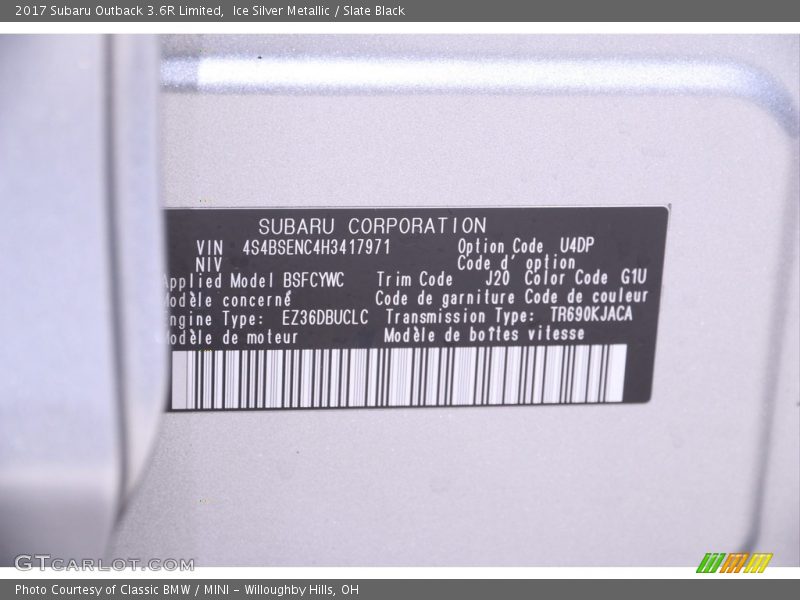 2017 Subaru Outback 3.6R Limited, Ice Silver Metallic / Slate Black
SUBARU CORPORATION
VIN 4S4BSENC4H3417971 Option Code U4DP
NIV Code d'option
Applied Model BSFCYWC Trim Code J20 Color Code G1U
Modèle concerné Code de garniture Code de couleur
Engine Type: EZ36DBUCLC Transmission Type: TR690KJACA
Modèle de moteur Modèle de boîtes vitesse
GTCARLOT.COM
Photo Courtesy of Classic BMW / MINI - Willoughby Hills, OH